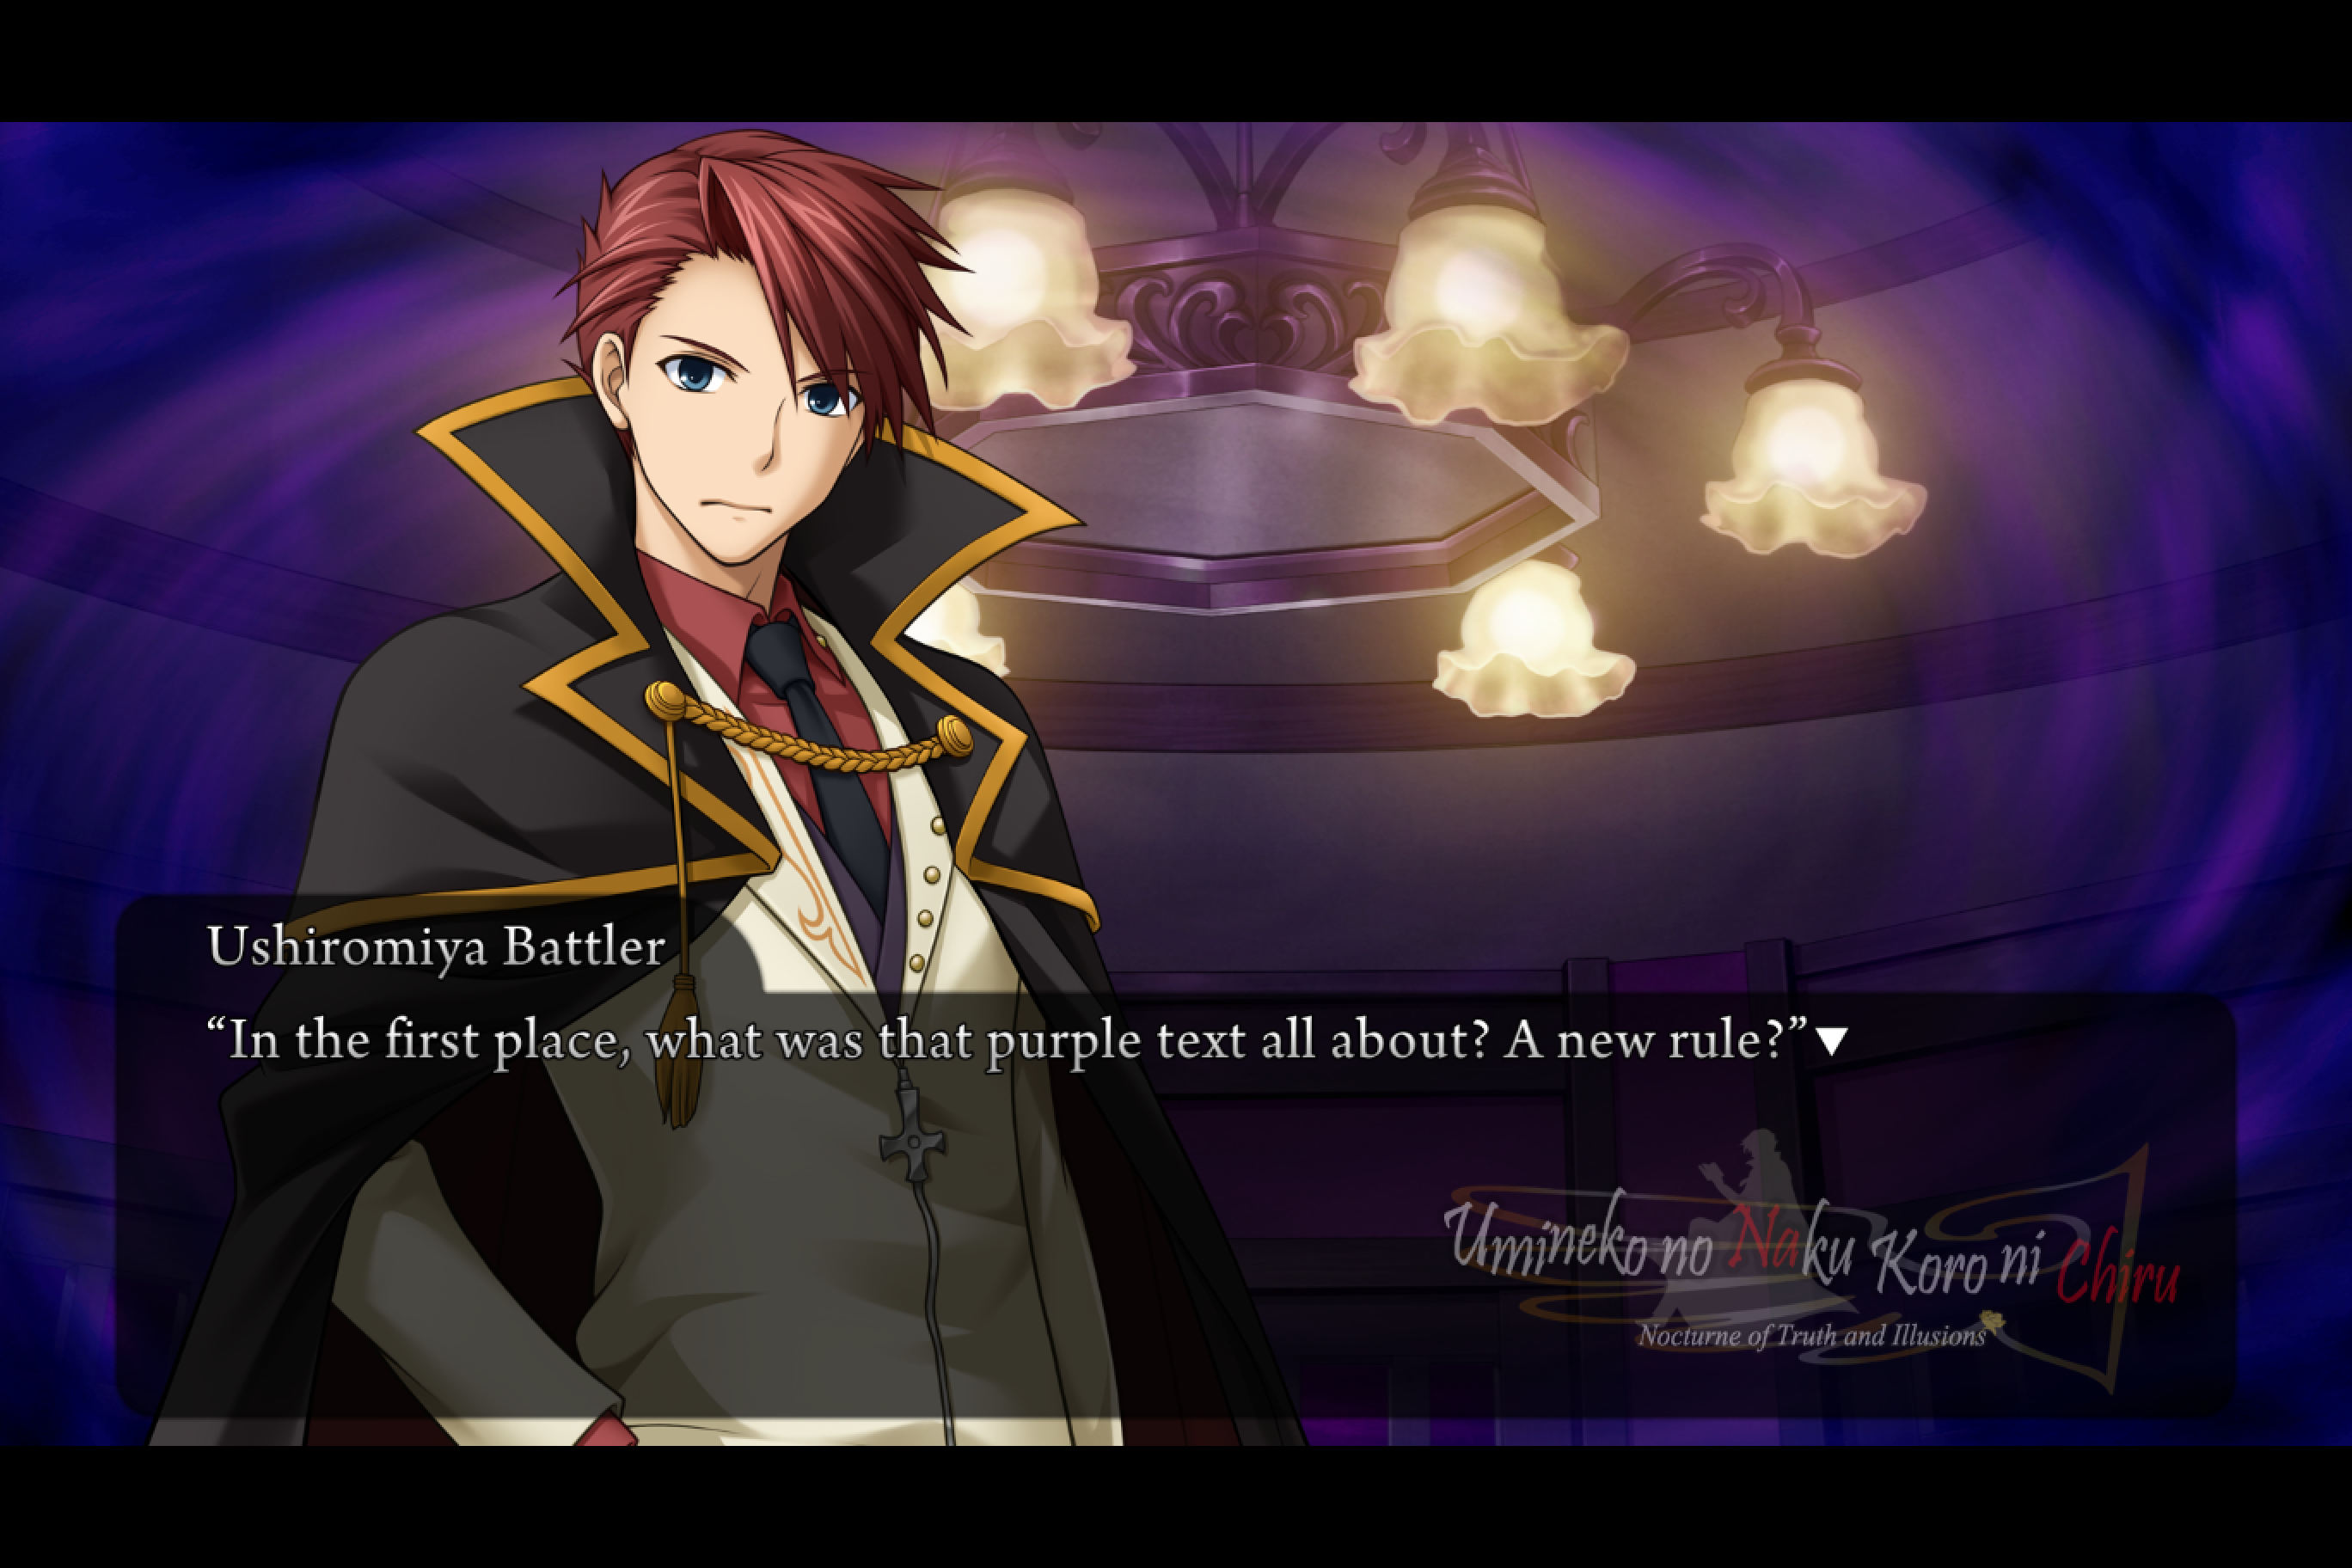 Ushiromiya Battler
“In the first place, what was that purple text all about? A new rule?”▼
Umineko no Naku Koro ni Chiru
Nocturne of Truth and Illusions